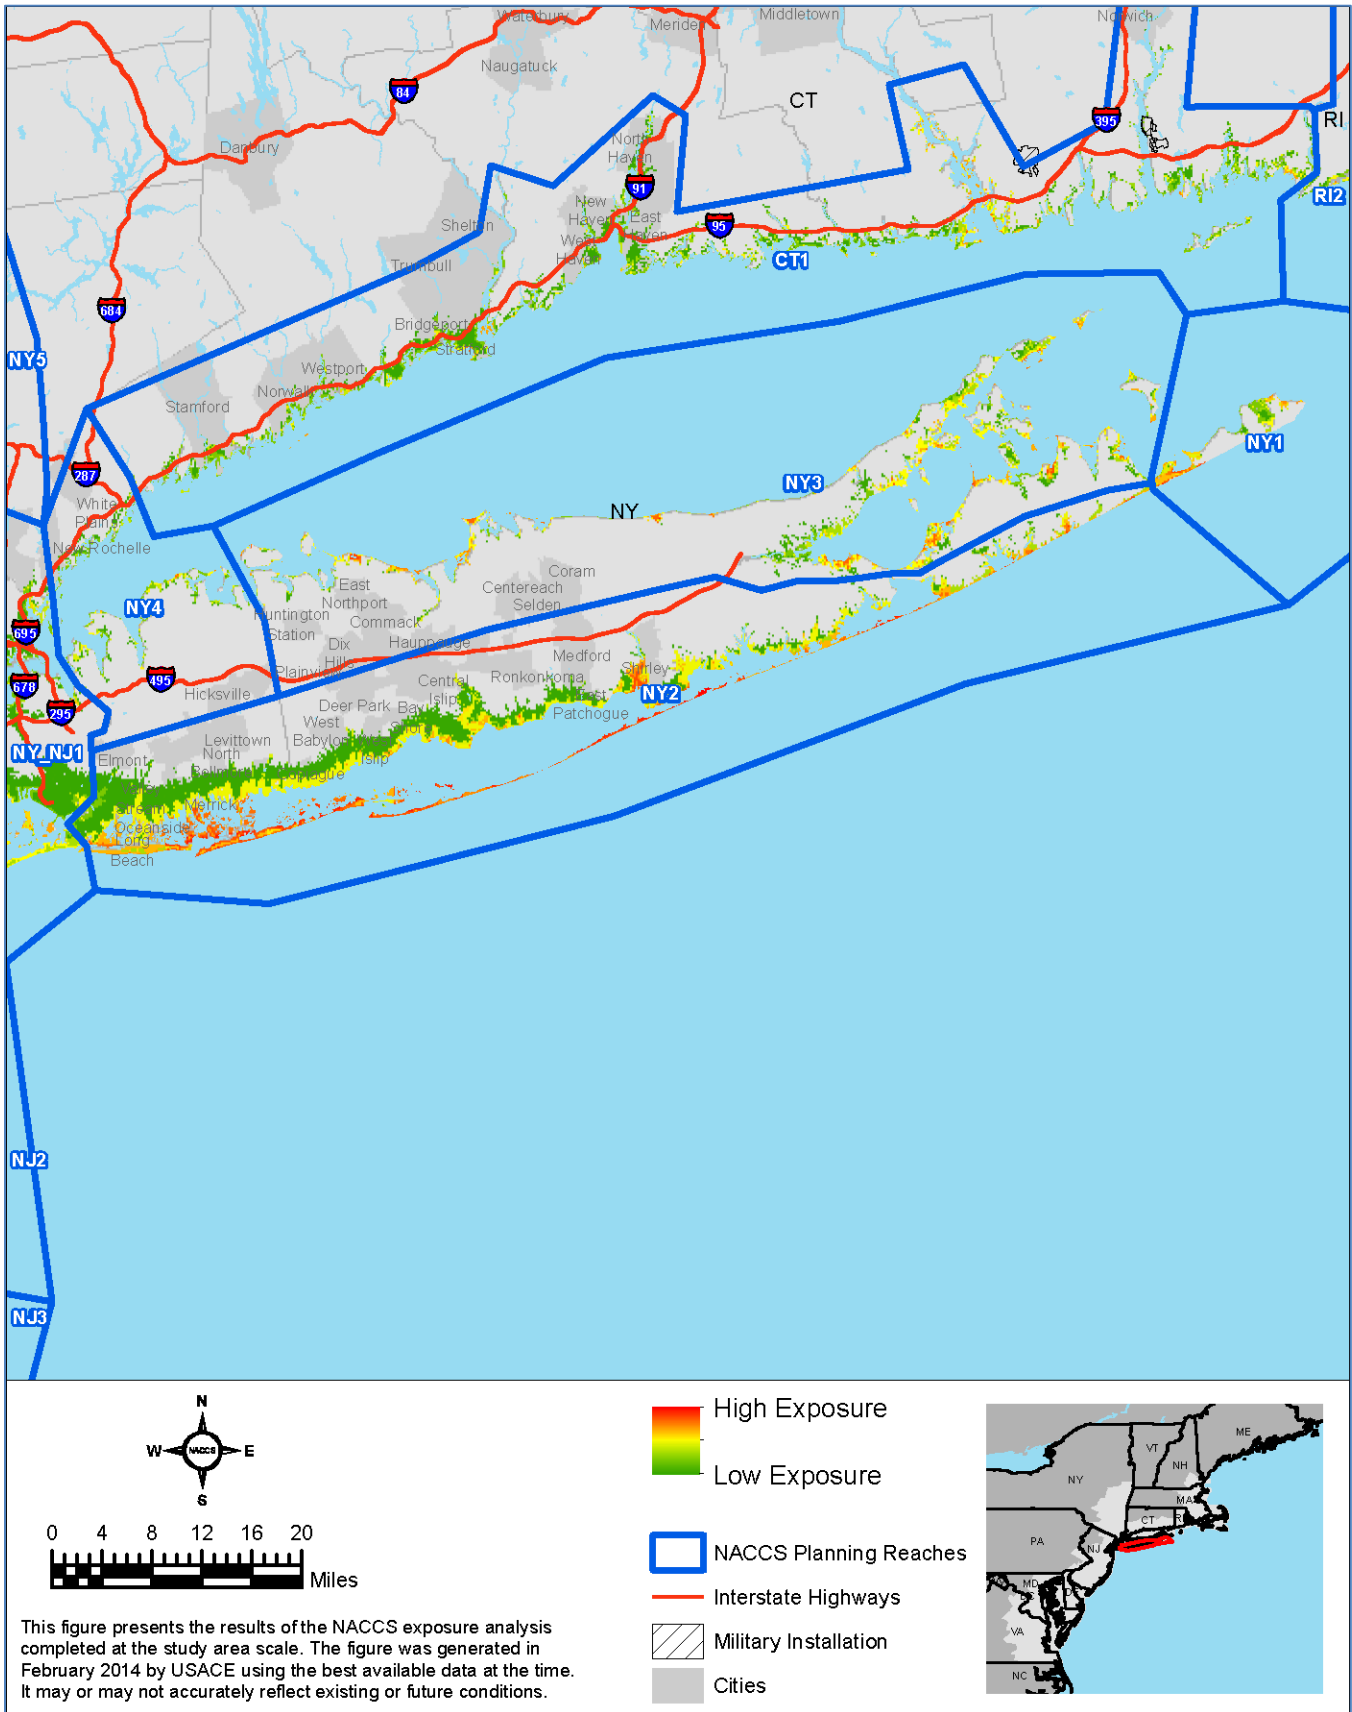 Waterbury
Meride
Middletown
Norwich
Naugatuck
84
CT
395
RI
Danbury
North
Haven
91
RI2
New
Haven
East
Haven
95
Shelton
West
Haven
CT1
Trumbull
684
NY5
Bridgeport
Stratford
Westport
Norwalk
Stamford
NY1
287
NY3
White
Plain
NY
New Rochelle
Coram
East
Northport
Centereach
Selden
NY4
Huntington
Station
Commack
695
Dix
Hills
Hauppauge
Medford
Shirley
Plainview
678
495
Hicksville
Central
Islip
Ronkonkoma
East
Patchogue
NY2
295
Deer Park
Bay
Shore
West
Babylon
West
Islip
NY_NJ1
Elmont
Levittown
North
Bellmore
Copiague
Valley
Stream
Merrick
Oceanside
Long
Beach
NJ2
NJ3
N
W
NACCS
E
S
0 4 8 12 16 20
Miles
This figure presents the results of the NACCS exposure analysis
completed at the study area scale. The figure was generated in
February 2014 by USACE using the best available data at the time.
It may or may not accurately reflect existing or future conditions.
High Exposure
Low Exposure
NACCS Planning Reaches
Interstate Highways
Military Installation
Cities
ME
VT
NH
NY
MA
CT
PA
NJ
MD
VA
NC